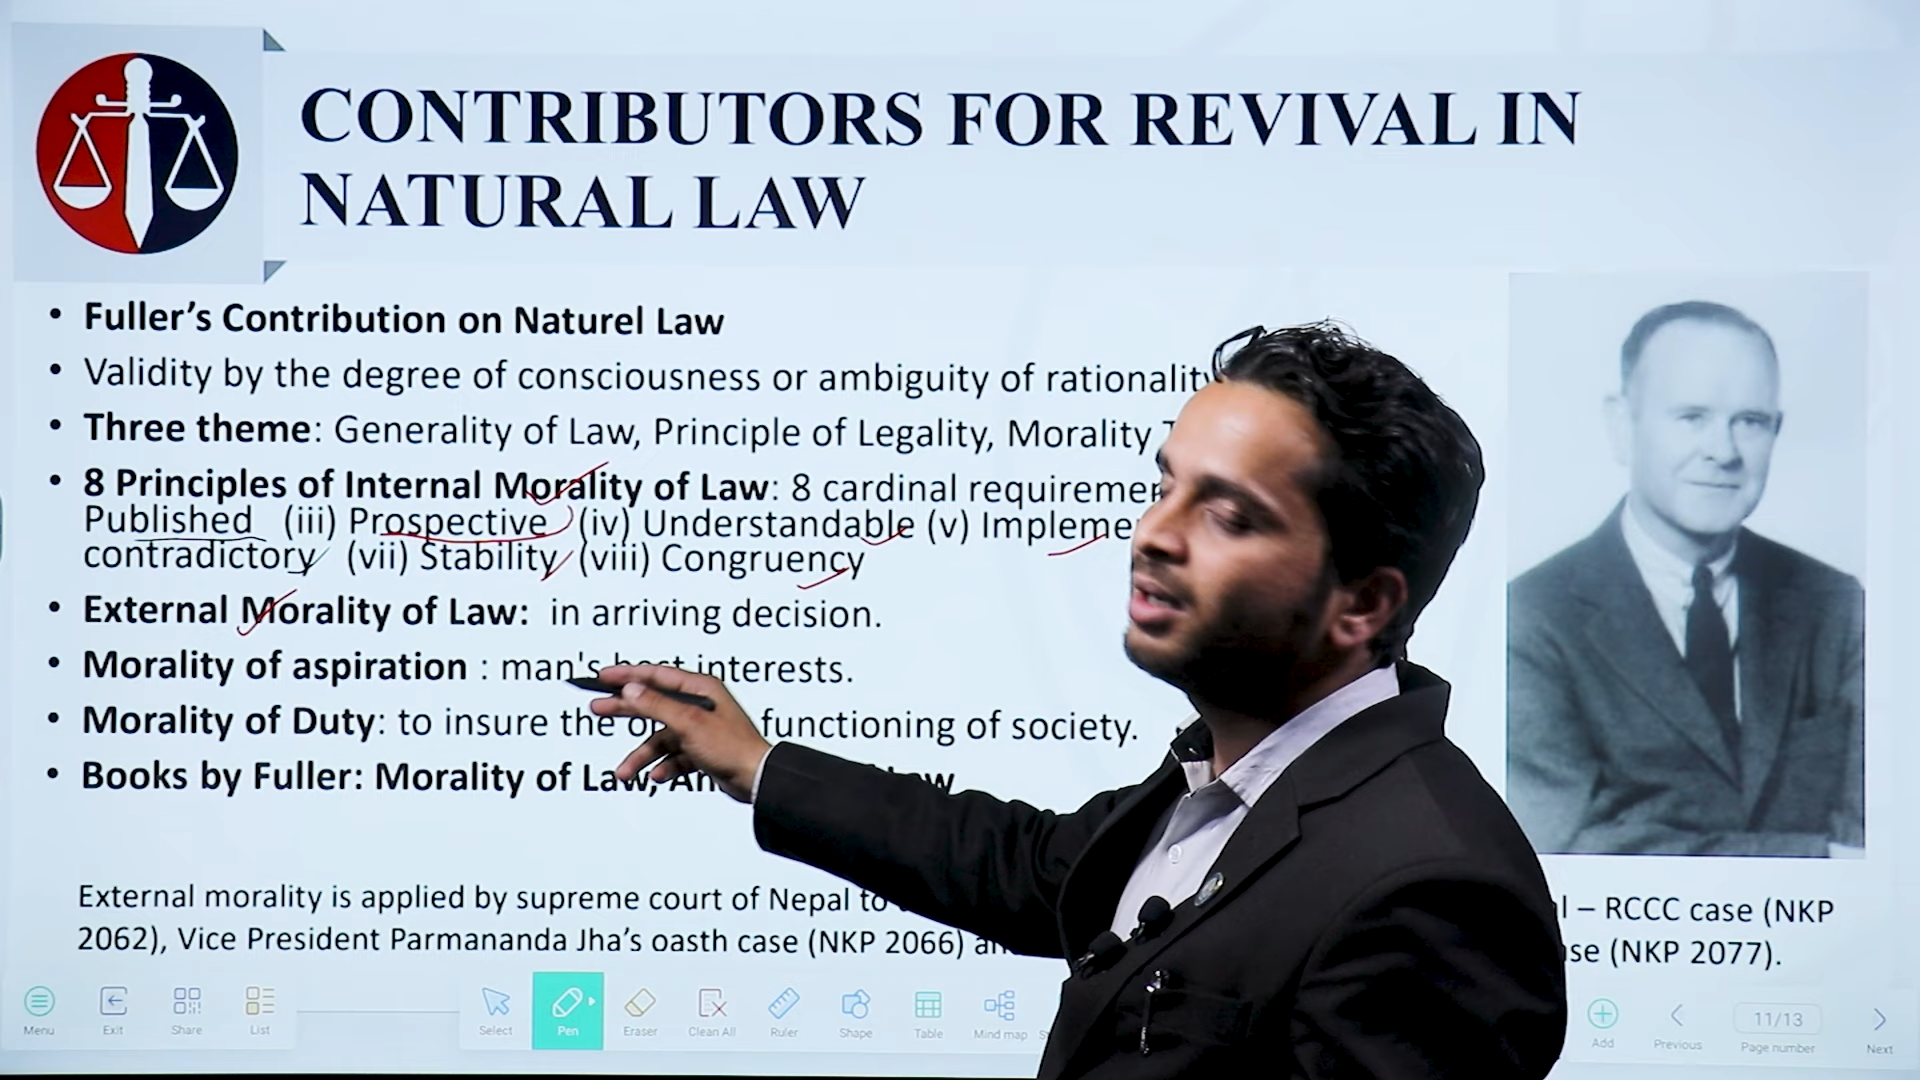 CONTRIBUTORS FOR REVIVAL IN
NATURAL LAW
• Fuller’s Contribution on Naturel Law
• Validity by the degree of consciousness or ambiguity of rationality
• Three theme: Generality of Law, Principle of Legality, Morality
• 8 Principles of Internal Morality of Law: 8 cardinal
Published (iii) Prospective (iv) Understandable (v)
contradictory (vii) Stability (viii) Congruency
• External Morality of Law: in arriving decision.
• Morality of aspiration : man's best interests.
• Morality of Duty: to insure the functioning of society.
• Books by Fuller: Morality of Law,
External morality is applied by supreme court of Nepal to – RCCC case (NKP
2062), Vice President Parmananda Jha’s oasth case (NKP 2066) (NKP 2077).
Menu Exit Share List Select Pen Eraser Clean All Ruler Shape Table Mind map Add Previous 11/13 Page number Next